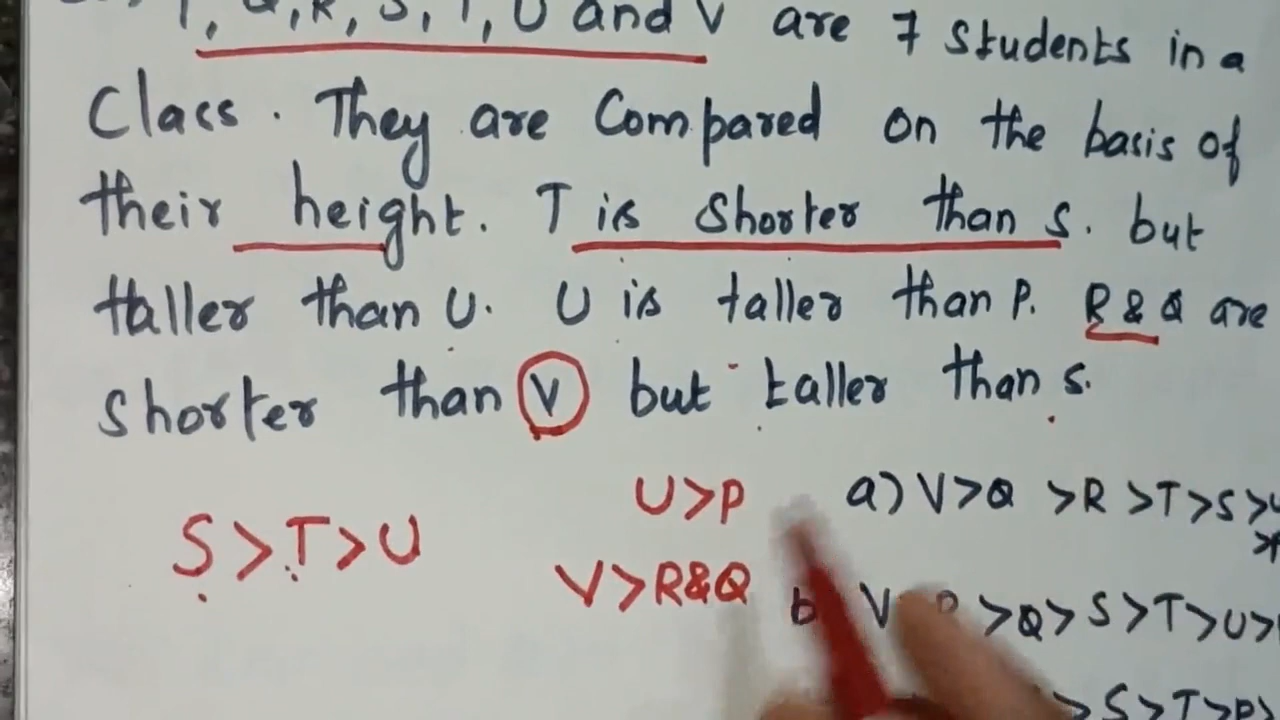 , Q, R, S, T, U and V are 7 students in a
Class. They are Compared on the basis of
their height. T is shorter than S. but
taller than U. U is taller than P. R & Q are
shorter than V but taller than S.
S > T > U
U > P
V > R & Q
a) V > Q > R > T > S >
b V > Q > S > T > U >
> S > T > P >